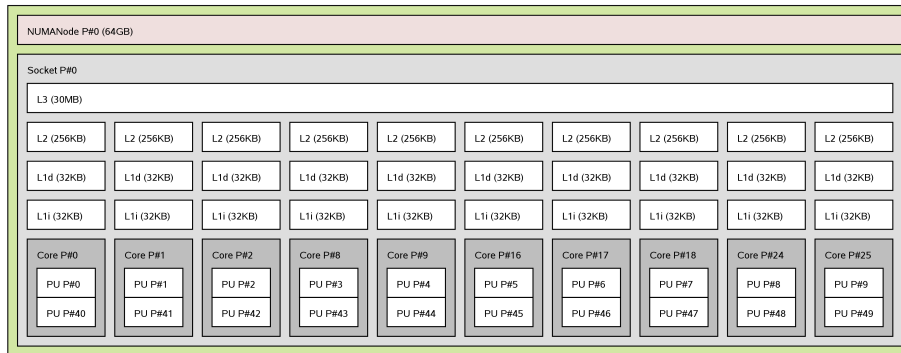 NUMANode P#0 (64GB)
Socket P#0
L3 (30MB)
L2 (256KB) L2 (256KB) L2 (256KB) L2 (256KB) L2 (256KB) L2 (256KB) L2 (256KB) L2 (256KB) L2 (256KB) L2 (256KB)
L1d (32KB) L1d (32KB) L1d (32KB) L1d (32KB) L1d (32KB) L1d (32KB) L1d (32KB) L1d (32KB) L1d (32KB) L1d (32KB)
L1i (32KB) L1i (32KB) L1i (32KB) L1i (32KB) L1i (32KB) L1i (32KB) L1i (32KB) L1i (32KB) L1i (32KB) L1i (32KB)
Core P#0 Core P#1 Core P#2 Core P#8 Core P#9 Core P#16 Core P#17 Core P#18 Core P#24 Core P#25
PU P#0 PU P#1 PU P#2 PU P#3 PU P#4 PU P#5 PU P#6 PU P#7 PU P#8 PU P#9
PU P#40 PU P#41 PU P#42 PU P#43 PU P#44 PU P#45 PU P#46 PU P#47 PU P#48 PU P#49